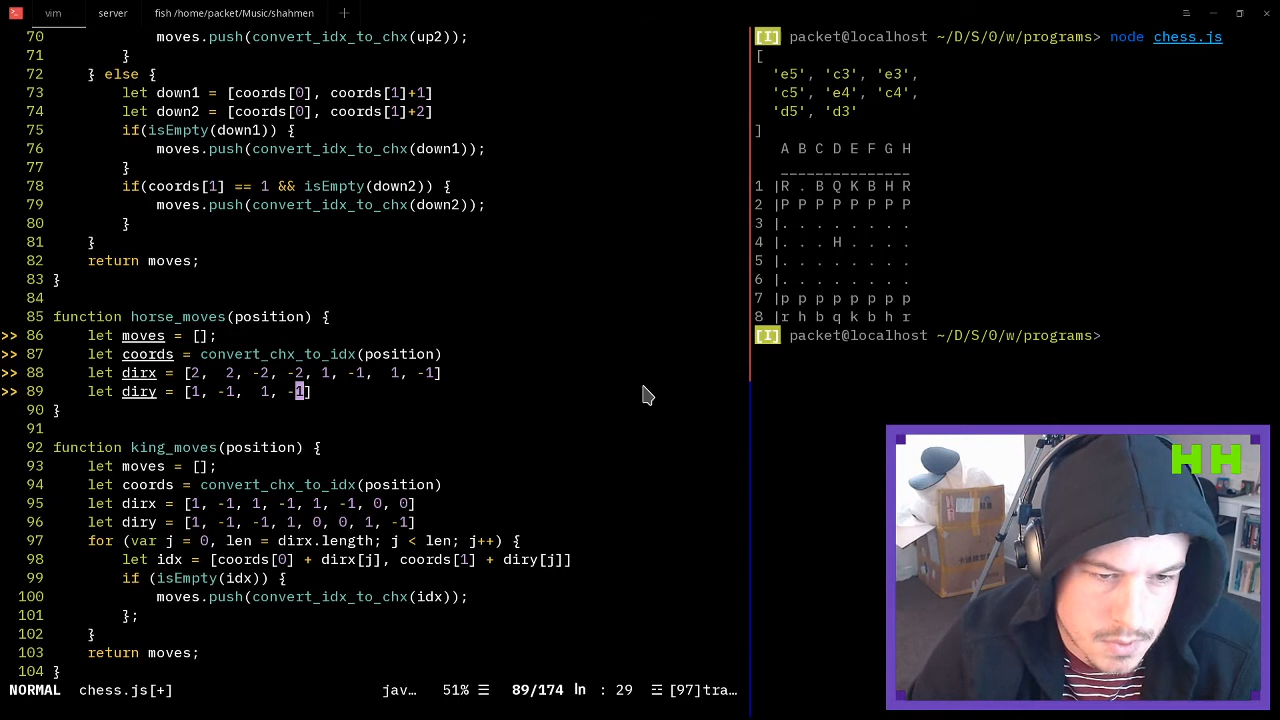 vim server fish /home/packet/Music/shahmen
70 moves.push(convert_idx_to_chx(up2));
71 }
72 } else {
73 let down1 = [coords[0], coords[1]+1]
74 let down2 = [coords[0], coords[1]+2]
75 if(isEmpty(down1)) {
76 moves.push(convert_idx_to_chx(down1));
77 }
78 if(coords[1] == 1 && isEmpty(down2)) {
79 moves.push(convert_idx_to_chx(down2));
80 }
81 }
82 return moves;
83 }
84
85 function horse_moves(position) {
>> 86 let moves = [];
>> 87 let coords = convert_chx_to_idx(position)
>> 88 let dirx = [2, 2, -2, -2, 1, -1, 1, -1]
>> 89 let diry = [1, -1, 1, -1]
90 }
91
92 function king_moves(position) {
93 let moves = [];
94 let coords = convert_chx_to_idx(position)
95 let dirx = [1, -1, 1, -1, 1, -1, 0, 0]
96 let diry = [1, -1, -1, 1, 0, 0, 1, -1]
97 for (var j = 0, len = dirx.length; j < len; j++) {
98 let idx = [coords[0] + dirx[j], coords[1] + diry[j]]
99 if (isEmpty(idx)) {
100 moves.push(convert_idx_to_chx(idx));
101 };
102 }
103 return moves;
104 }
NORMAL chess.js[+] jav… 51% ☰ 89/174 ln : 29 ☲ [97]tra…
[I] packet@localhost ~/D/S/0/w/programs> node chess.js
[
'e5', 'c3', 'e3',
'c5', 'e4', 'c4',
'd5', 'd3'
]
A B C D E F G H
_______________
1 |R . B Q K B H R
2 |P P P P P P P P
3 |. . . . . . . .
4 |. . . H . . . .
5 |. . . . . . . .
6 |. . . . . . . .
7 |p p p p p p p p
8 |r h b q k b h r
[I] packet@localhost ~/D/S/0/w/programs>
HH